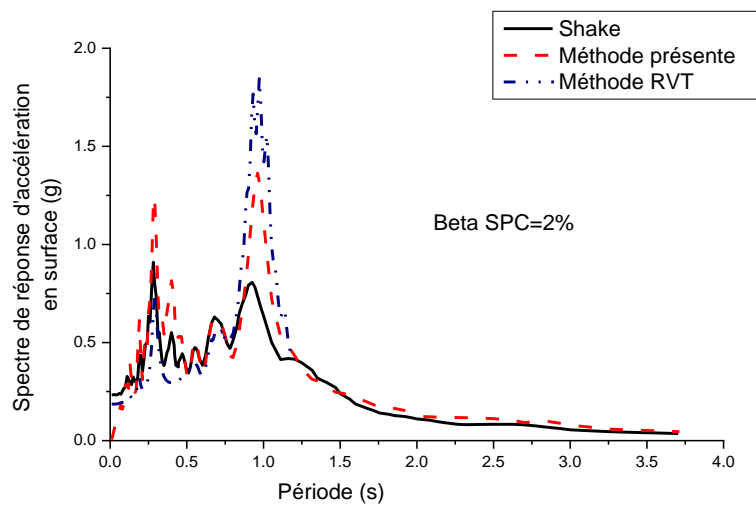 Shake
Méthode présente
Méthode RVT
2.0
1.5
1.0
0.5
0.0
Spectre de réponse d'accélération
en surface (g)
Beta SPC=2%
0.0 0.5 1.0 1.5 2.0 2.5 3.0 3.5 4.0
Période (s)